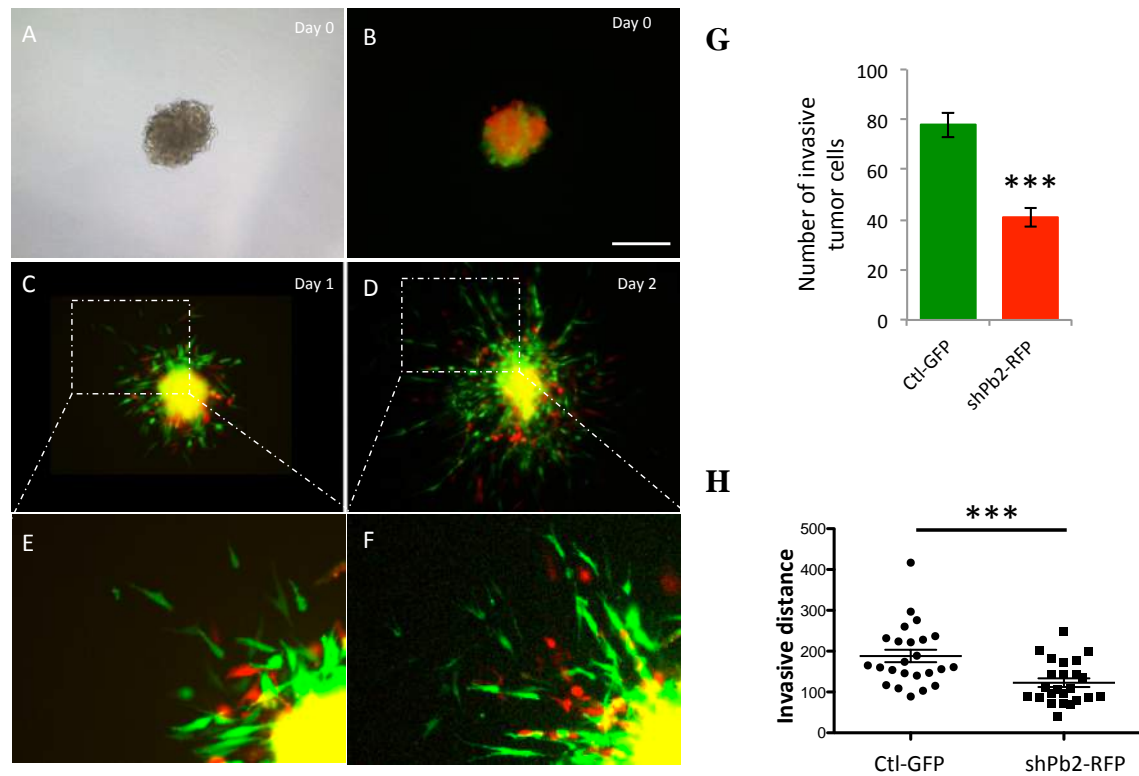 A
Day 0
B
Day 0
C
Day 1
D
Day 2
E
F
G
Number of invasive
tumor cells
100
80
60
40
20
0
***
Ctl-GFP
shPb2-RFP
H
Invasive distance
500
400
300
200
100
0
***
Ctl-GFP
shPb2-RFP